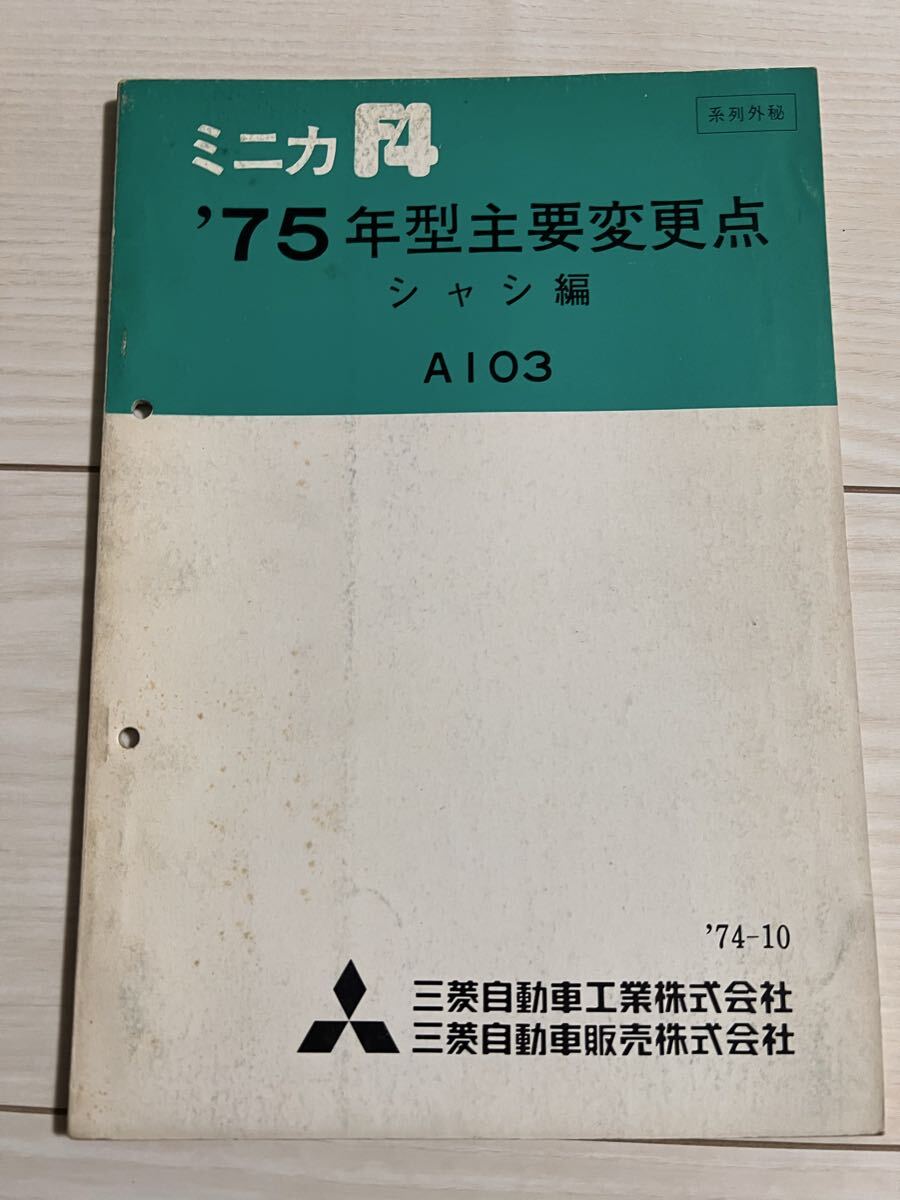 系列外秘
ミニカ F4
'75年型主要変更点
シャシ編
A103
'74-10
三菱自動車工業株式会社
三菱自動車販売株式会社